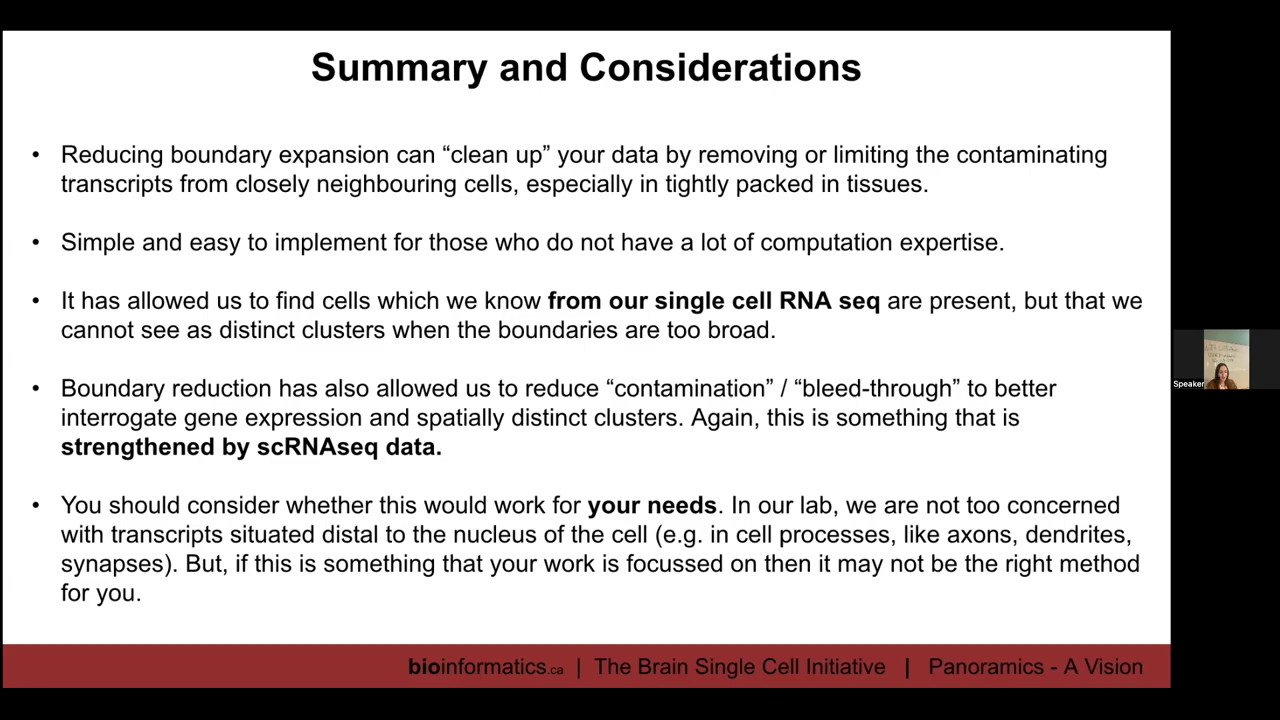 Summary and Considerations
• Reducing boundary expansion can “clean up” your data by removing or limiting the contaminating
transcripts from closely neighbouring cells, especially in tightly packed in tissues.
• Simple and easy to implement for those who do not have a lot of computation expertise.
• It has allowed us to find cells which we know from our single cell RNA seq are present, but that we
cannot see as distinct clusters when the boundaries are too broad.
• Boundary reduction has also allowed us to reduce “contamination” / “bleed-through” to better
interrogate gene expression and spatially distinct clusters. Again, this is something that is
strengthened by scRNAseq data.
• You should consider whether this would work for your needs. In our lab, we are not too concerned
with transcripts situated distal to the nucleus of the cell (e.g. in cell processes, like axons, dendrites,
synapses). But, if this is something that your work is focussed on then it may not be the right method
for you.
Speaker
bioinformatics.ca | The Brain Single Cell Initiative | Panoramics - A Vision